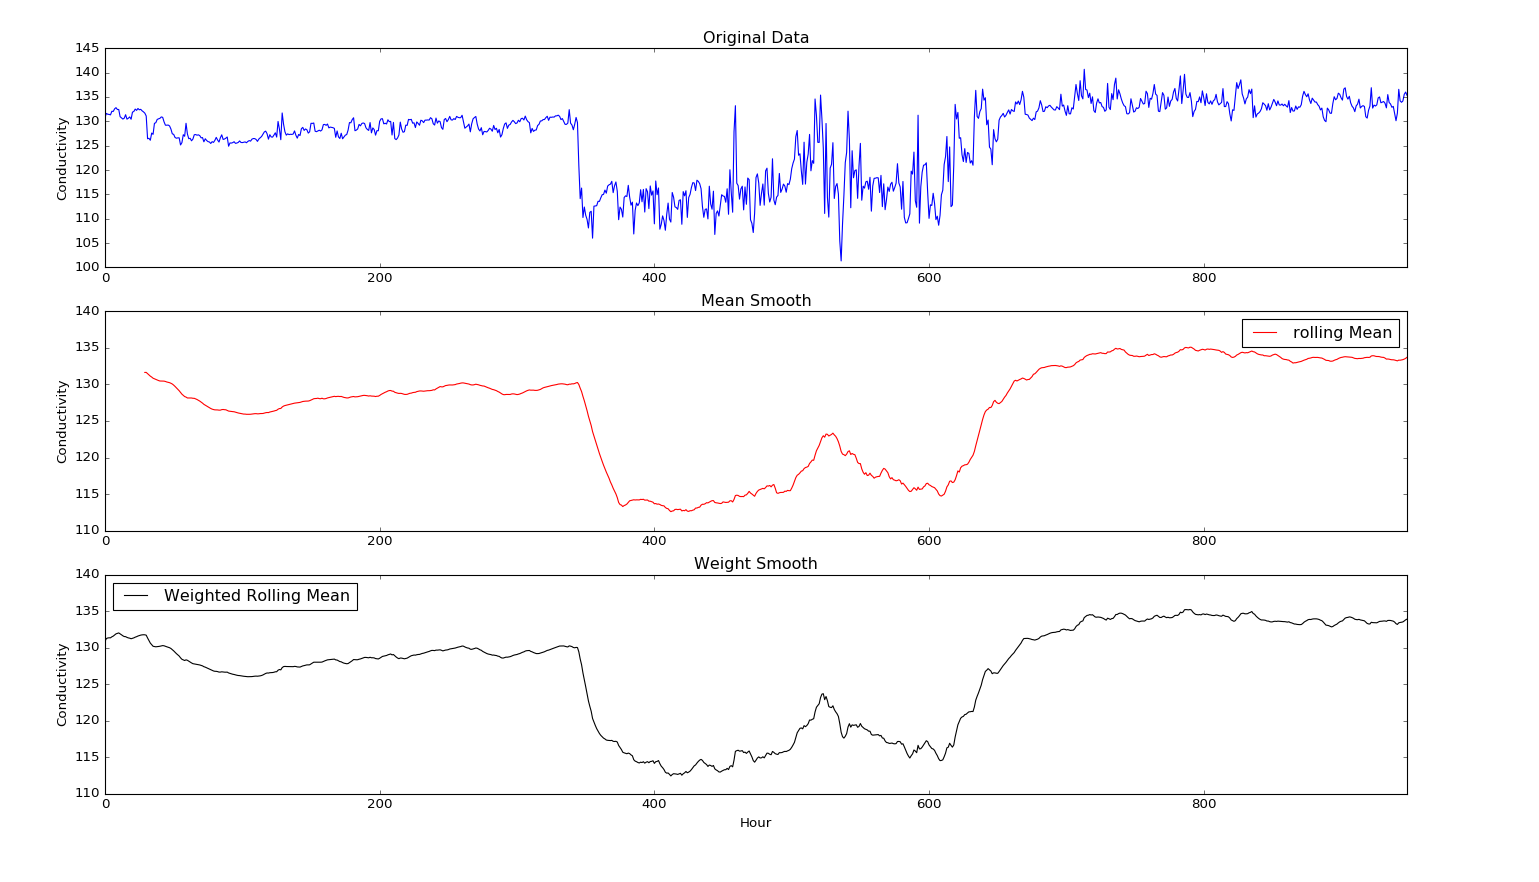 Original Data
145
140
135
130
125
120
115
110
105
100
Conductivity
0 200 400 600 800
Mean Smooth
140
135
130
125
120
115
110
Conductivity
rolling Mean
0 200 400 600 800
Weight Smooth
140
135
130
125
120
115
110
Conductivity
Weighted Rolling Mean
0 200 400 600 800
Hour